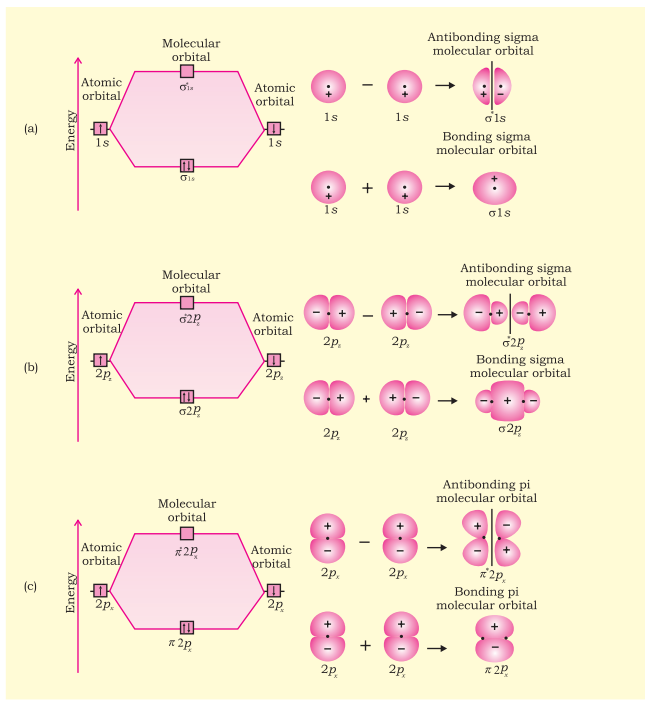 (a)
Energy
Molecular
orbital
σ*1s
Atomic
orbital
↑
1s
Atomic
orbital
↓
1s
↑↓
σ1s
+ − + →
1s 1s
Antibonding sigma
molecular orbital
+ −
σ*1s
Bonding sigma
molecular orbital
+ + + →
1s 1s
+
σ1s
(b)
Energy
Molecular
orbital
σ*2pz
Atomic
orbital
↑
2pz
Atomic
orbital
↓
2pz
↑↓
σ2pz
− + − + − →
2pz 2pz
Antibonding sigma
molecular orbital
− + − +
σ*2pz
Bonding sigma
molecular orbital
− + + + − →
2pz 2pz
− + −
σ2pz
(c)
Energy
Molecular
orbital
π*2px
Atomic
orbital
↑
2px
Atomic
orbital
↓
2px
↑↓
π2px
+ +
− →
− −
2px 2px
Antibonding pi
molecular orbital
+ −
− +
π*2px
Bonding pi
molecular orbital
+ +
+ →
− −
2px 2px
+
−
π2px